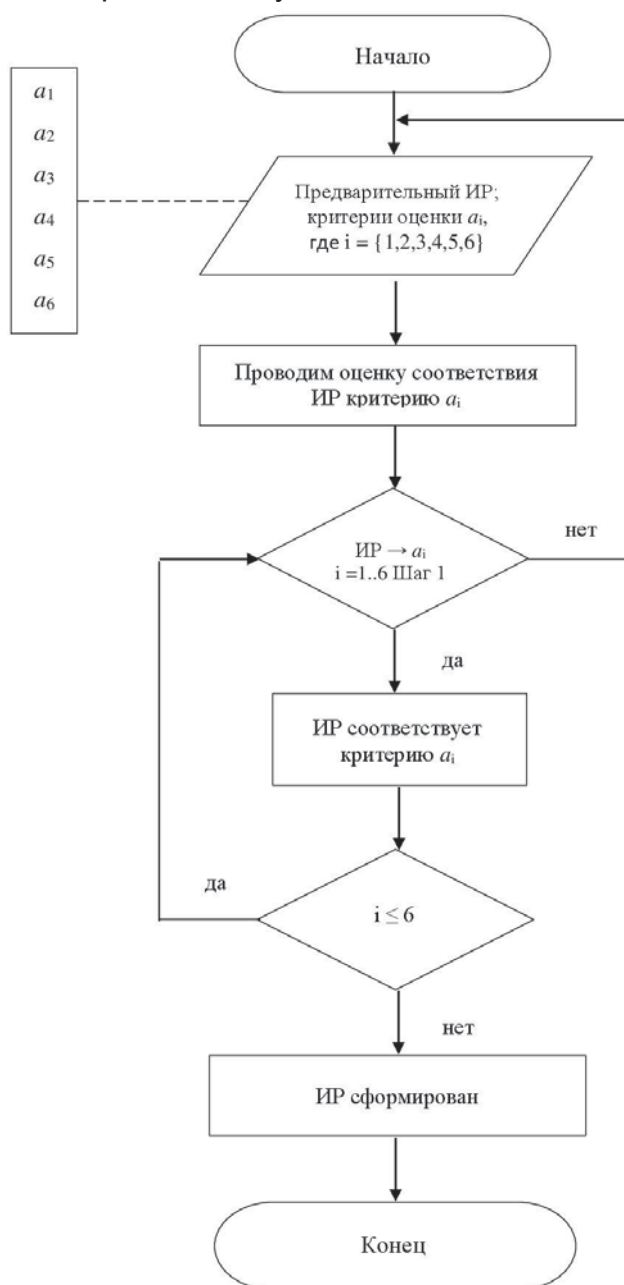 Начало
a₁
a₂
a₃
a₄
a₅
a₆
Предварительный ИР;
критерии оценки aᵢ,
где i = {1,2,3,4,5,6}
Проводим оценку соответствия
ИР критерию aᵢ
ИР → aᵢ
i =1..6 Шаг 1
нет
да
ИР соответствует
критерию aᵢ
да
i ≤ 6
нет
ИР сформирован
Конец